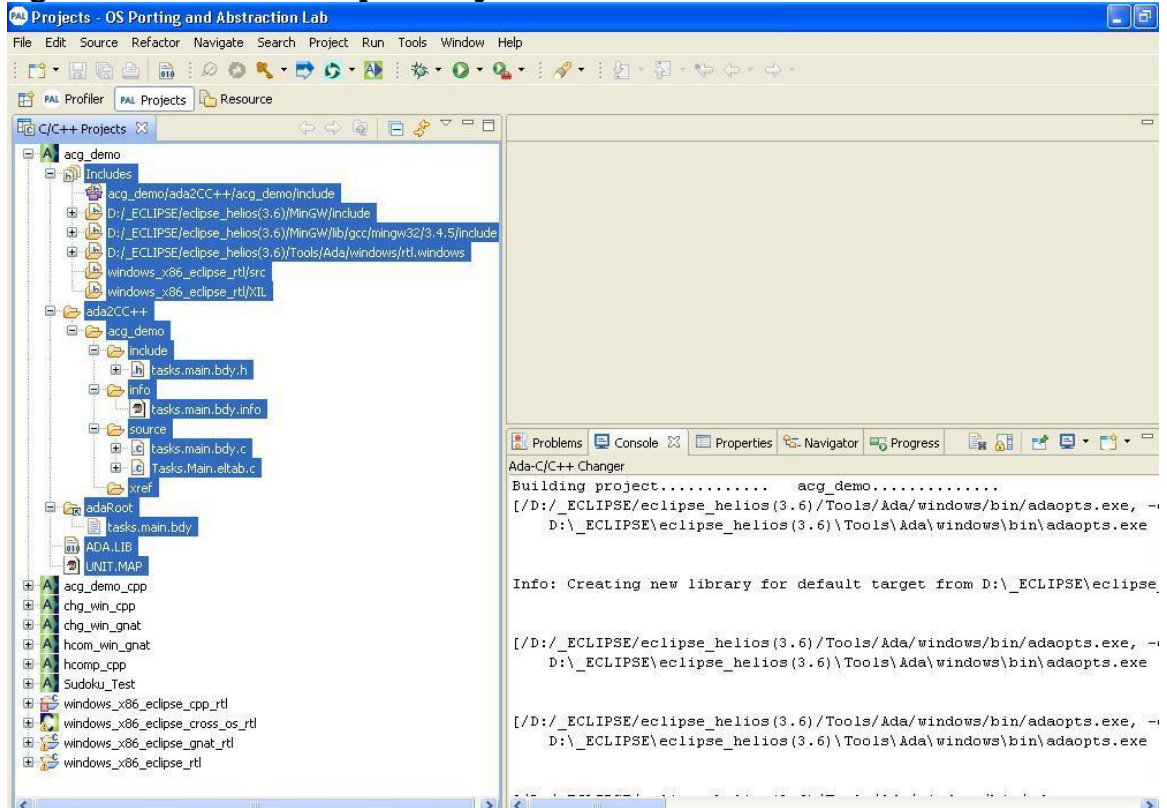 Projects - OS Porting and Abstraction Lab
File Edit Source Refactor Navigate Search Project Run Tools Window Help
PAL Profiler PAL Projects Resource
C/C++ Projects
acg_demo
Includes
acg_demo/ada2CC++/acg_demo/include
D:/_ECLIPSE/eclipse_helios(3.6)/MinGW/include
D:/_ECLIPSE/eclipse_helios(3.6)/MinGW/lib/gcc/mingw32/3.4.5/include
D:/_ECLIPSE/eclipse_helios(3.6)/Tools/Ada/windows/rtl.windows
windows_x86_eclipse_rtl/src
windows_x86_eclipse_rtl/XIL
ada2CC++
acg_demo
include
tasks.main.bdy.h
info
tasks.main.bdy.info
source
tasks.main.bdy.c
Tasks.Main.eltab.c
xref
adaRoot
tasks.main.bdy
ADA.LIB
UNIT.MAP
acg_demo_cpp
chg_win_cpp
chg_win_gnat
hcom_win_gnat
hcomp_cpp
Sudoku_Test
windows_x86_eclipse_cpp_rtl
windows_x86_eclipse_cross_os_rtl
windows_x86_eclipse_gnat_rtl
windows_x86_eclipse_rtl
Problems Console Properties Navigator Progress
Ada-C/C++ Changer
Building project............ acg_demo..............
[/D:/_ECLIPSE/eclipse_helios(3.6)/Tools/Ada/windows/bin/adaopts.exe, -
D:\_ECLIPSE\eclipse_helios(3.6)\Tools\Ada\windows\bin\adaopts.exe
Info: Creating new library for default target from D:\_ECLIPSE\eclipse_
[/D:/_ECLIPSE/eclipse_helios(3.6)/Tools/Ada/windows/bin/adaopts.exe, -
D:\_ECLIPSE\eclipse_helios(3.6)\Tools\Ada\windows\bin\adaopts.exe
[/D:/_ECLIPSE/eclipse_helios(3.6)/Tools/Ada/windows/bin/adaopts.exe, -
D:\_ECLIPSE\eclipse_helios(3.6)\Tools\Ada\windows\bin\adaopts.exe